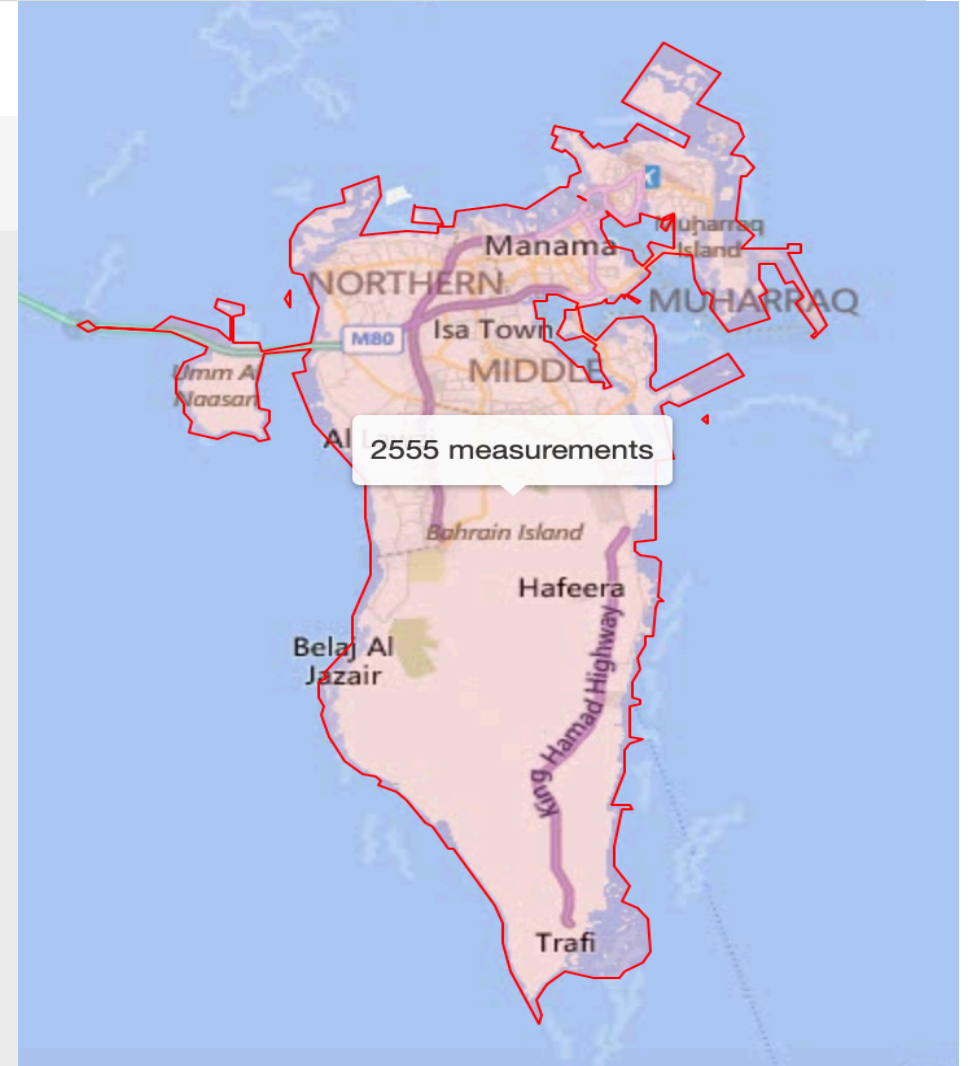 Manama
Muharraq
Island
NORTHERN
MUHARRAQ
Isa Town
M80
MIDDLE
Umm A
Naasan
Al
2555 measurements
Bahrain Island
Hafeera
Belaj Al
Jazair
King Hamad Highway
Trafi